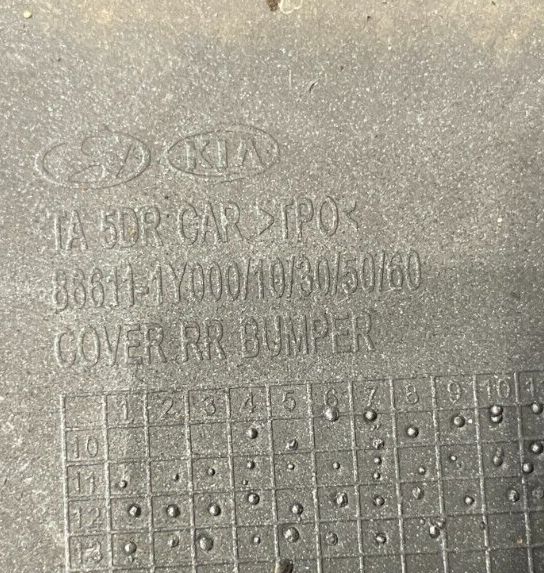 KIA
TA 5DR CAR >TPO<
86611-1Y000/10/30/50/60
COVER RR BUMPER
1 2 3 4 5 6 7 8 9 10
10
11
12
13